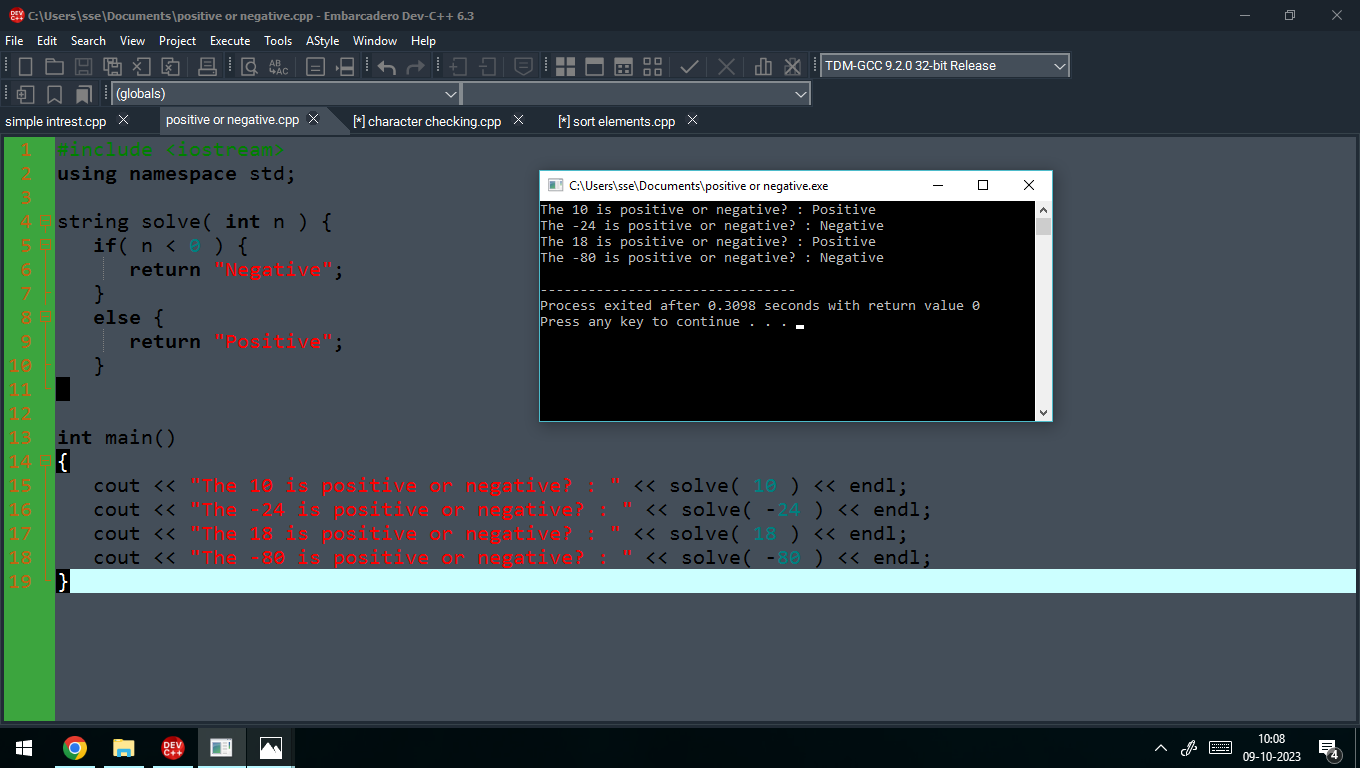 C:\Users\sse\Documents\positive or negative.cpp - Embarcadero Dev-C++ 6.3
File Edit Search View Project Execute Tools AStyle Window Help
TDM-GCC 9.2.0 32-bit Release
(globals)
simple intrest.cpp positive or negative.cpp [*] character checking.cpp [*] sort elements.cpp
1 #include <iostream>
2 using namespace std;
3
4 string solve( int n ) {
5 if( n < 0 ) {
6 return "Negative";
7 }
8 else {
9 return "Positive";
10 }
11
12
13 int main()
14 {
15 cout << "The 10 is positive or negative? : " << solve( 10 ) << endl;
16 cout << "The -24 is positive or negative? : " << solve( -24 ) << endl;
17 cout << "The 18 is positive or negative? : " << solve( 18 ) << endl;
18 cout << "The -80 is positive or negative? : " << solve( -80 ) << endl;
19 }
C:\Users\sse\Documents\positive or negative.exe
The 10 is positive or negative? : Positive
The -24 is positive or negative? : Negative
The 18 is positive or negative? : Positive
The -80 is positive or negative? : Negative
--------------------------------
Process exited after 0.3098 seconds with return value 0
Press any key to continue . . .
DEV C++
10:08
09-10-2023
4